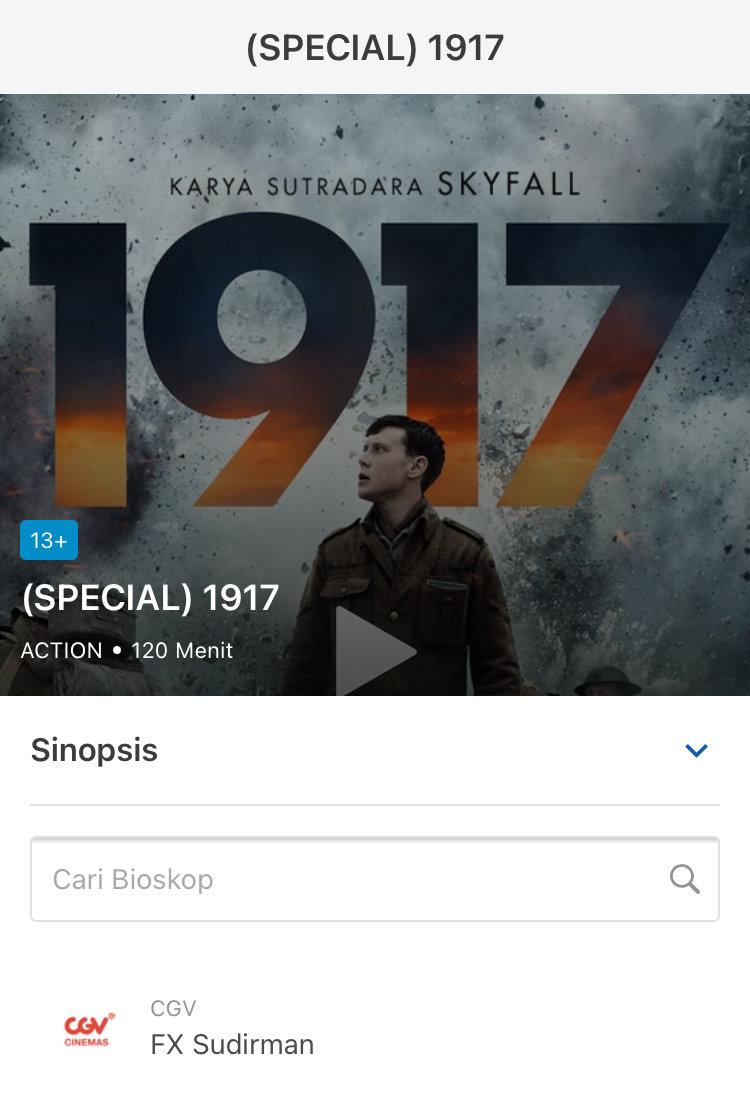 (SPECIAL) 1917
KARYA SUTRADARA SKYFALL
1917
13+
(SPECIAL) 1917
ACTION • 120 Menit
Sinopsis
Cari Bioskop
CGV
CGV
CINEMAS
FX Sudirman